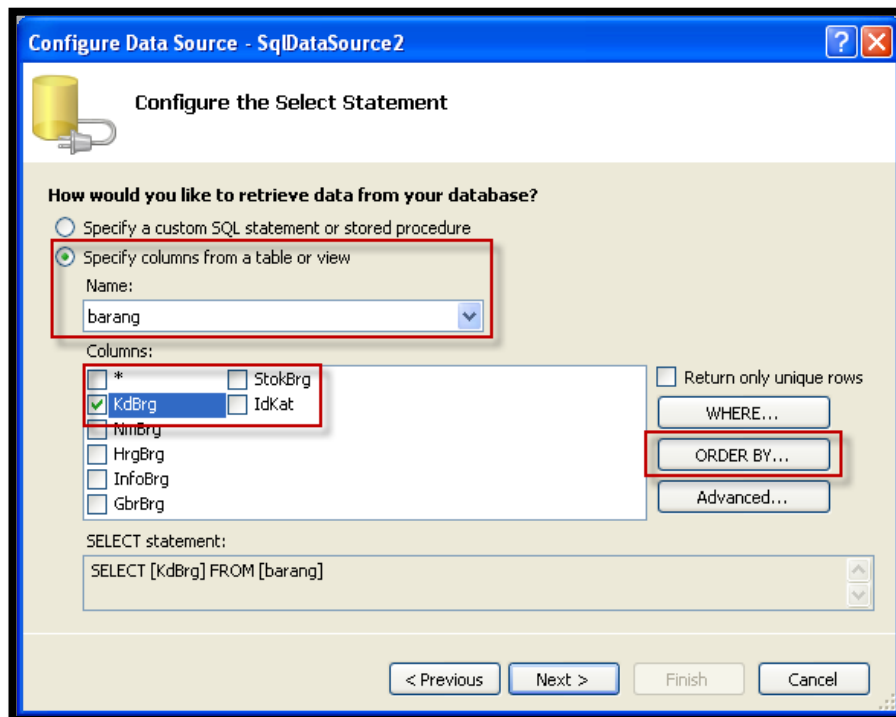 Configure Data Source - SqlDataSource2
Configure the Select Statement
How would you like to retrieve data from your database?
Specify a custom SQL statement or stored procedure
Specify columns from a table or view
Name:
barang
Columns:
* StokBrg
KdBrg IdKat
NmBrg
HrgBrg
InfoBrg
GbrBrg
Return only unique rows
WHERE...
ORDER BY...
Advanced...
SELECT statement:
SELECT [KdBrg] FROM [barang]
< Previous Next > Finish Cancel